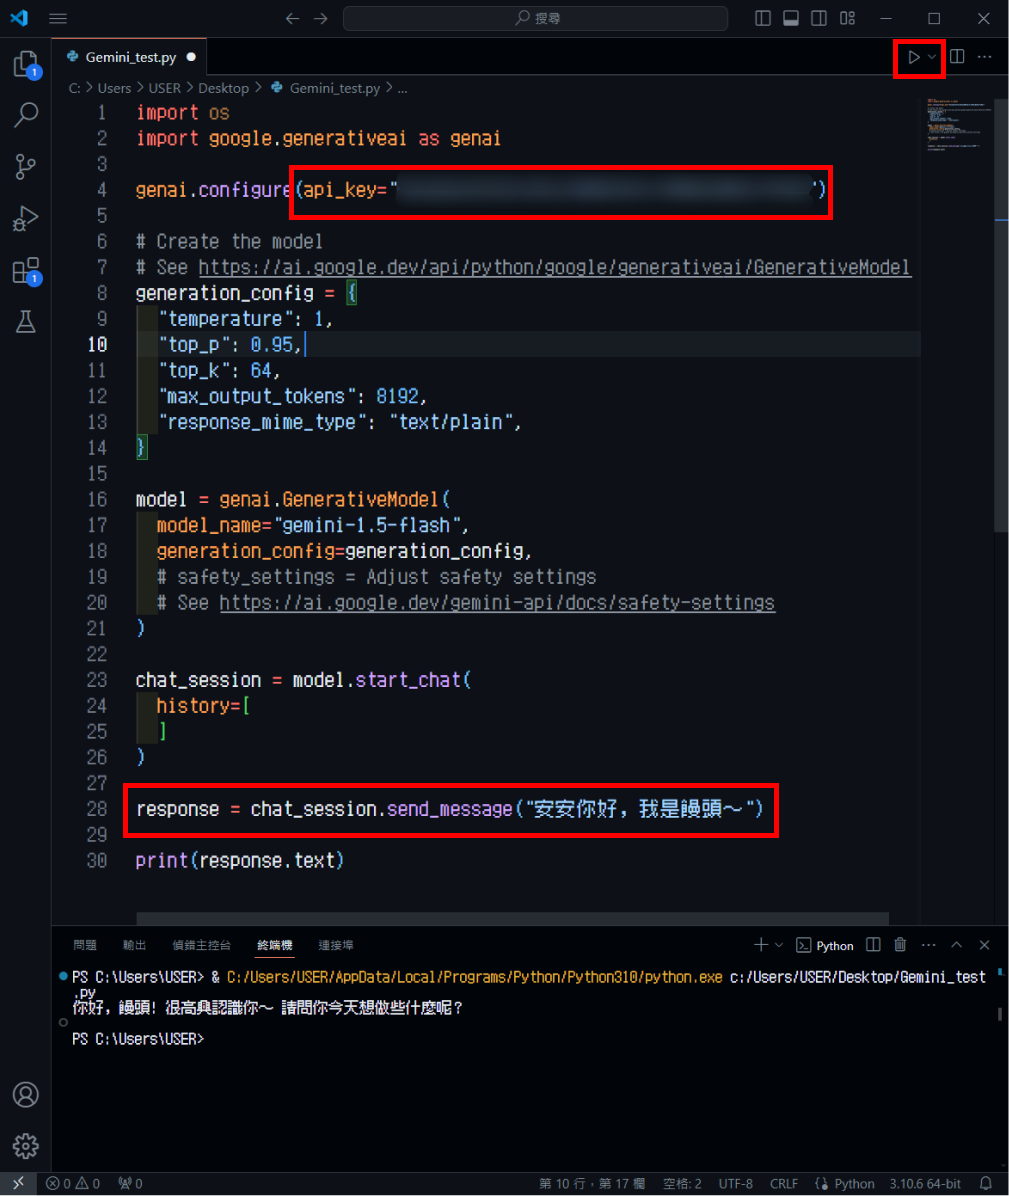 搜尋
Gemini_test.py
C: > Users > USER > Desktop > Gemini_test.py > ...
1 import os
2 import google.generativeai as genai
3
4 genai.configure(api_key="")
5
6 # Create the model
7 # See https://ai.google.dev/api/python/google/generativeai/GenerativeModel
8 generation_config = {
9 "temperature": 1,
10 "top_p": 0.95,
11 "top_k": 64,
12 "max_output_tokens": 8192,
13 "response_mime_type": "text/plain",
14 }
15
16 model = genai.GenerativeModel(
17 model_name="gemini-1.5-flash",
18 generation_config=generation_config,
19 # safety_settings = Adjust safety settings
20 # See https://ai.google.dev/gemini-api/docs/safety-settings
21 )
22
23 chat_session = model.start_chat(
24 history=[
25 ]
26 )
27
28 response = chat_session.send_message("安安你好，我是饅頭～")
29
30 print(response.text)
問題 輸出 偵錯主控台 終端機 連接埠 Python
PS C:\Users\USER> & C:/Users/USER/AppData/Local/Programs/Python/Python310/python.exe c:/Users/USER/Desktop/Gemini_test
.py
你好，饅頭！很高興認識你～ 請問你今天想做些什麼呢？
PS C:\Users\USER>
1
1
0 0 0 第 10 行，第 17 欄 空格: 2 UTF-8 CRLF Python 3.10.6 64-bit